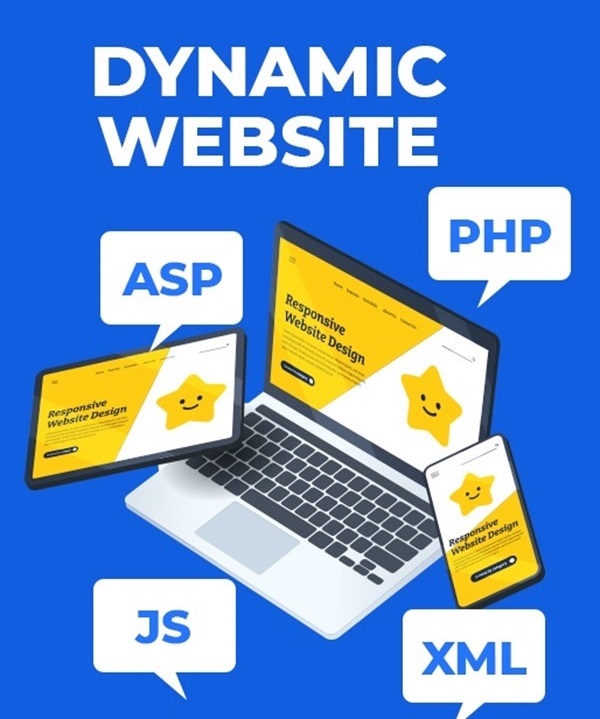 DYNAMIC
WEBSITE
PHP
ASP
Responsive
Website Design
Responsive
Website Design
Responsive
Website Design
JS
XML